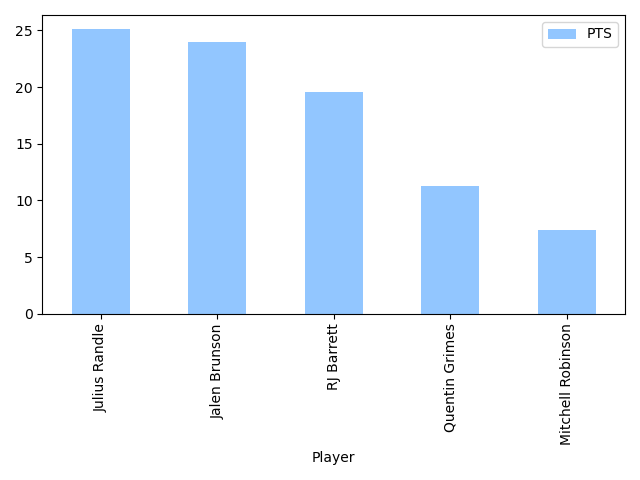 25
20
15
10
5
0
PTS
Julius Randle
Jalen Brunson
RJ Barrett
Quentin Grimes
Mitchell Robinson
Player